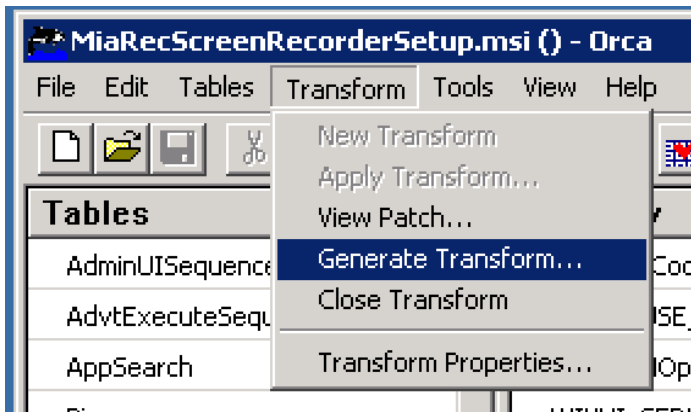 MiaRecScreenRecorderSetup.msi () - Orca
File Edit Tables Transform Tools View Help
New Transform
Apply Transform...
View Patch...
Generate Transform...
Close Transform
Transform Properties...
Tables
AdminUISequence
AppSearch